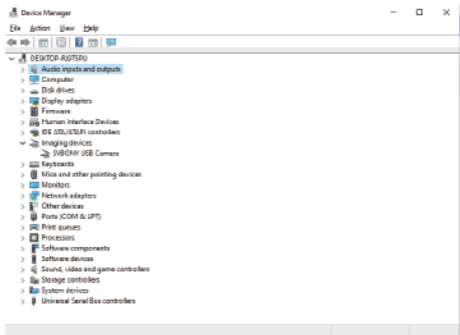 Device Manager
File Action View Help
DESKTOP-RJ9T5PU
Audio inputs and outputs
Computer
Disk drives
Display adapters
Firmware
Human Interface Devices
IDE ATA/ATAPI controllers
Imaging devices
SVBONY USB Camera
Keyboards
Mice and other pointing devices
Monitors
Network adapters
Other devices
Ports (COM & LPT)
Print queues
Processors
Software components
Software devices
Sound, video and game controllers
Storage controllers
System devices
Universal Serial Bus controllers